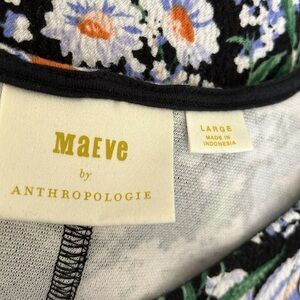 Maeve
by
ANTHROPOLOGIE
LARGE
MADE IN
INDONESIA